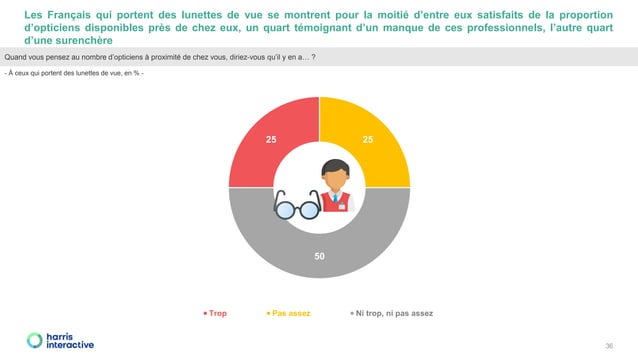 Les Français qui portent des lunettes de vue se montrent pour la moitié d’entre eux satisfaits de la proportion
d’opticiens disponibles près de chez eux, un quart témoignant d’un manque de ces professionnels, l’autre quart
d’une surenchère
Quand vous pensez au nombre d’opticiens à proximité de chez vous, diriez-vous qu’il y en a… ?
- À ceux qui portent des lunettes de vue, en % -
25
25
50
Trop
Pas assez
Ni trop, ni pas assez
harris
interactive
36